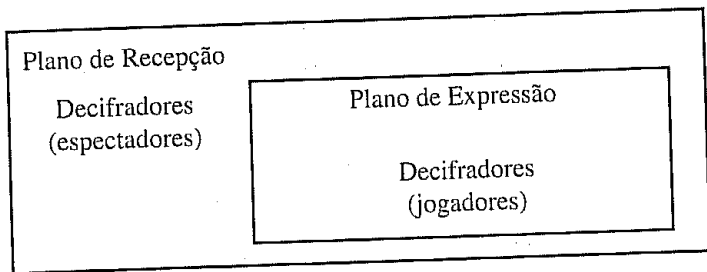 Plano de Recepção
Decifradores
(espectadores)
Plano de Expressão
Decifradores
(jogadores)